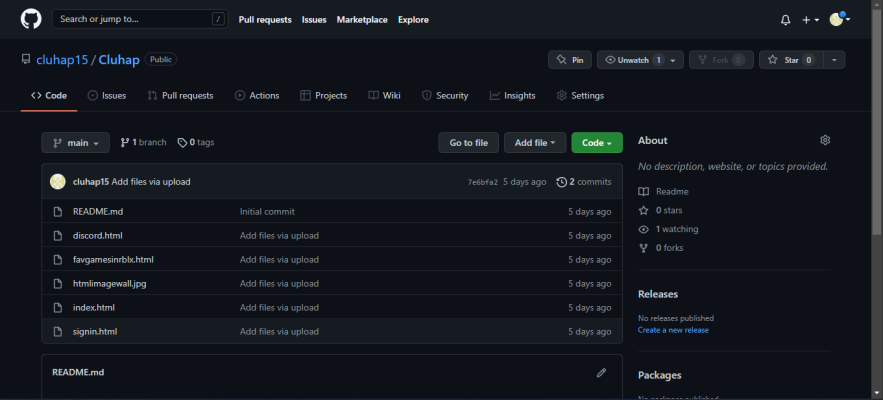 Search or jump to... /
Pull requests Issues Marketplace Explore
cluhap15 / Cluhap Public
Pin Unwatch 1 Fork 0 Star 0
Code Issues Pull requests Actions Projects Wiki Security Insights Settings
main 1 branch 0 tags Go to file Add file Code
cluhap15 Add files via upload 7e6bfa2 5 days ago 2 commits
README.md Initial commit 5 days ago
discord.html Add files via upload 5 days ago
favgamesinrblx.html Add files via upload 5 days ago
htmlimagewall.jpg Add files via upload 5 days ago
index.html Add files via upload 5 days ago
signin.html Add files via upload 5 days ago
README.md
About
No description, website, or topics provided.
Readme
0 stars
1 watching
0 forks
Releases
No releases published
Create a new release
Packages
No packages published